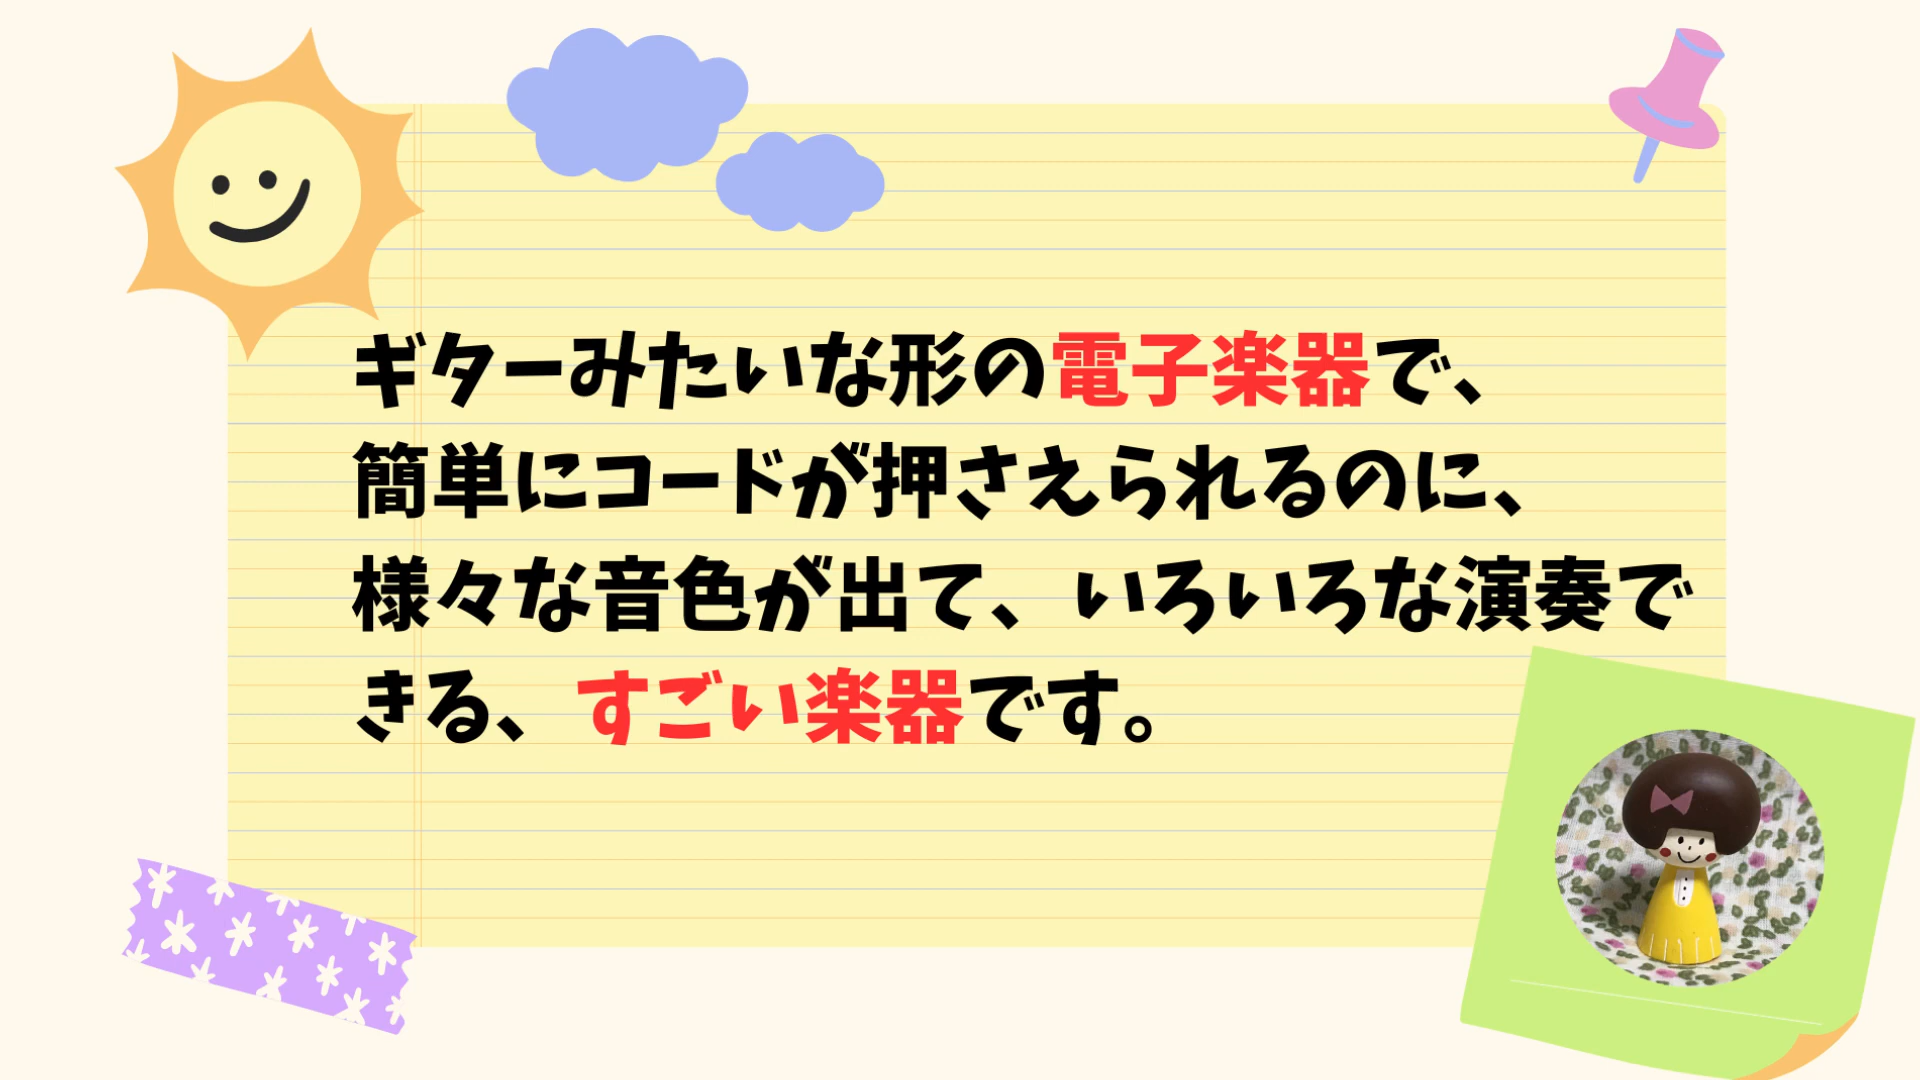 ギターみたいな形の電子楽器で、
簡単にコードが押さえられるのに、
様々な音色が出て、いろいろな演奏で
きる、すごい楽器です。